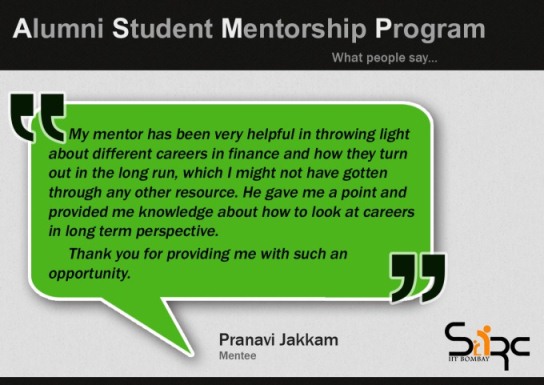 Alumni Student Mentorship Program
What people say...
My mentor has been very helpful in throwing light
about different careers in finance and how they turn
out in the long run, which I might not have gotten
through any other resource. He gave me a point and
provided me knowledge about how to look at careers
in long term perspective.
Thank you for providing me with such an
opportunity.
Pranavi Jakkam
Mentee
SARC
IIT BOMBAY